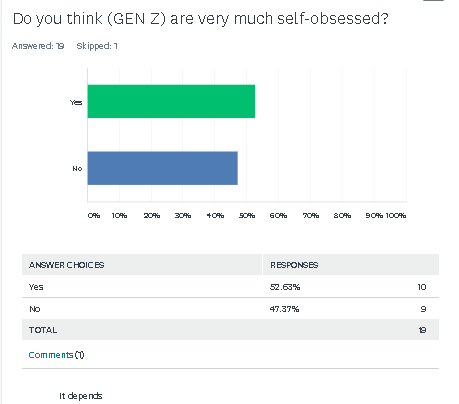 Do you think (GEN Z) are very much self-obsessed?
Answered: 19 Skipped: 1
Yes
No
0% 10% 20% 30% 40% 50% 60% 70% 80% 90% 100%
ANSWER CHOICES RESPONSES
Yes 52.63% 10
No 47.37% 9
TOTAL 19
Comments (1)
It depends